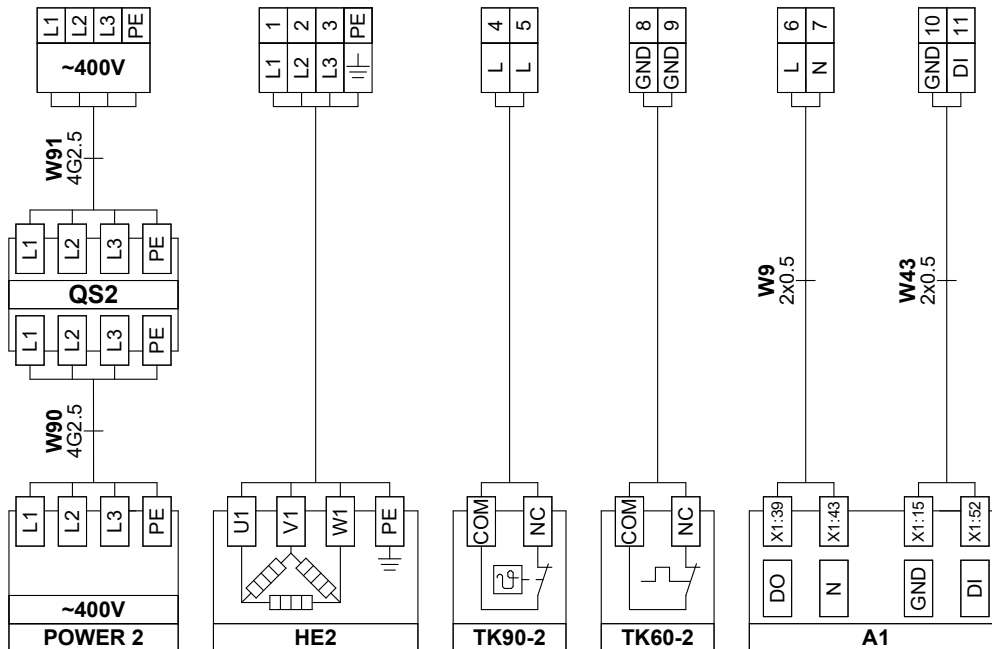 L1 L2 L3 PE
~400V
W91
4G2.5
L1 L2 L3 PE
QS2
L1 L2 L3 PE
W90
4G2.5
L1 L2 L3 PE
~400V
POWER 2
1 2 3 PE
L1 L2 L3
U1 V1 W1 PE
HE2
4 5
L L
COM NC
TK90-2
8 9
GND GND
COM NC
TK60-2
6 7
L N
W9
2x0.5
X1:39 X1:43
DO N
10 11
GND DI
W43
2x0.5
X1:15 X1:52
GND DI
A1